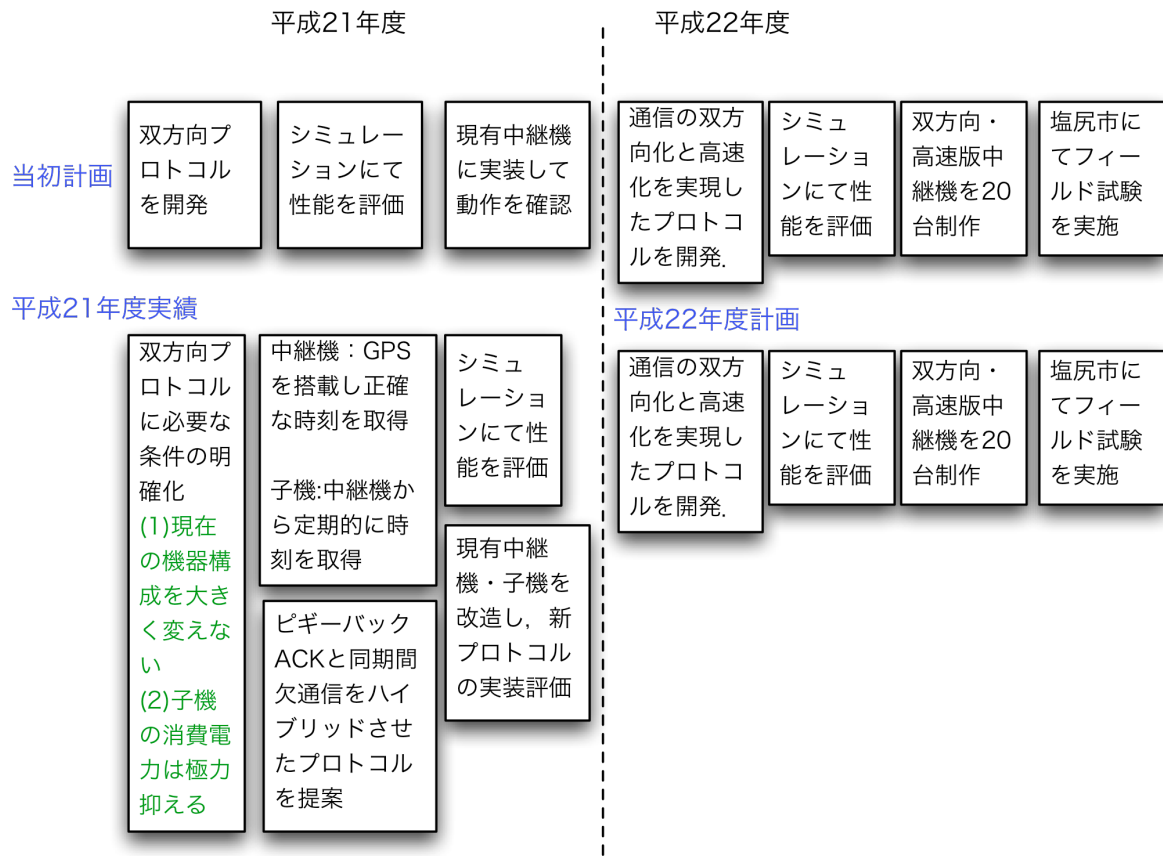 平成21年度
平成22年度
当初計画
双方向プ
ロトコル
を開発
シミュレー
ションにて
性能を評価
現有中継機
に実装して
動作を確認
通信の双方
向化と高速
化を実現し
たプロトコ
ルを開発.
シミュ
レーショ
ンにて性
能を評価
双方向・
高速版中
継機を20
台制作
塩尻市に
てフィー
ルド試験
を実施
平成21年度実績
双方向プ
ロトコル
に必要な
条件の明
確化
(1)現在
の機器構
成を大き
く変えな
い
(2)子機
の消費電
力は極力
抑える
中継機：GPS
を搭載し正確
な時刻を取得
子機:中継機か
ら定期的に時
刻を取得
ピギーバック
ACKと同期間
欠通信をハイ
ブリッドさせ
たプロトコル
を提案
シミュ
レーショ
ンにて性
能を評価
現有中継
機・子機を
改造し，新
プロトコル
の実装評価
平成22年度計画
通信の双方
向化と高速
化を実現し
たプロトコ
ルを開発.
シミュ
レーショ
ンにて性
能を評価
双方向・
高速版中
継機を20
台制作
塩尻市に
てフィー
ルド試験
を実施